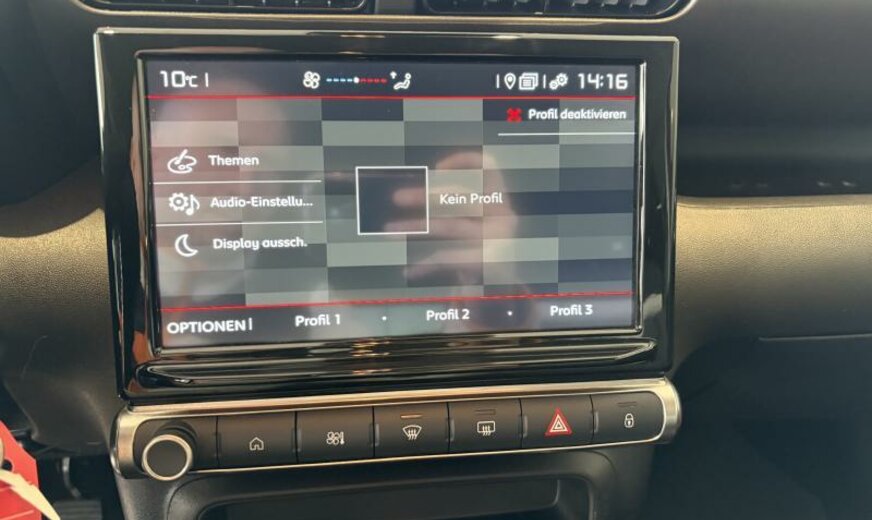 10°C
14:16
Profil deaktivieren
Themen
Audio-Einstellu...
Kein Profil
Display aussch.
OPTIONEN
Profil 1 • Profil 2 • Profil 3